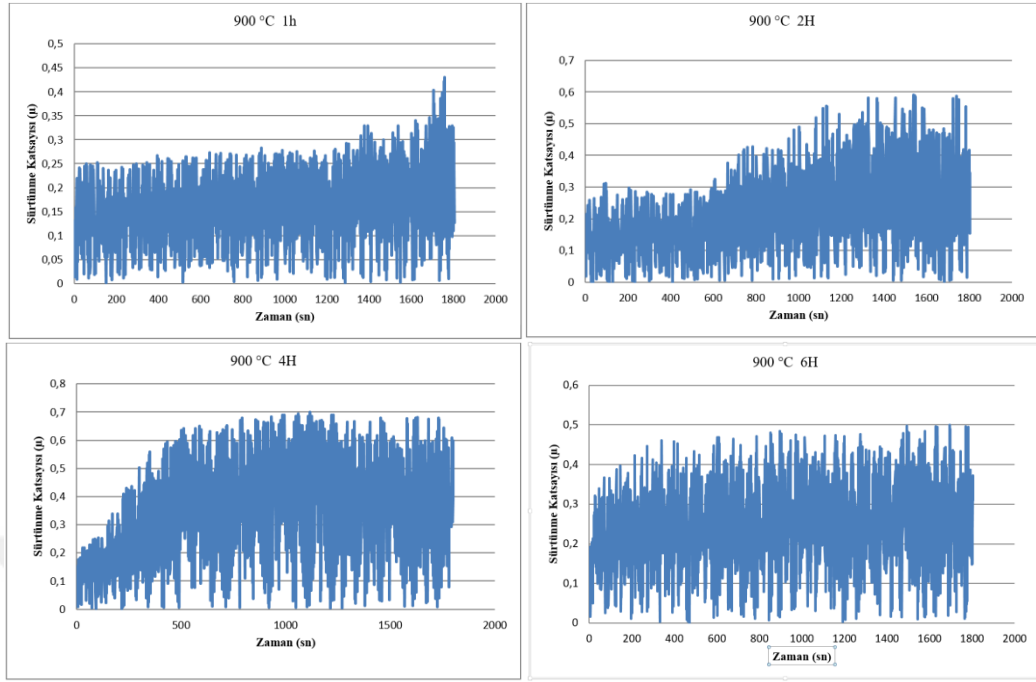 900 °C 1h
0,5
0,45
0,4
0,35
0,3
0,25
0,2
0,15
0,1
0,05
0
Sürtünme Katsayısı (µ)
0 200 400 600 800 1000 1200 1400 1600 1800 2000
Zaman (sn)
900 °C 2H
0,7
0,6
0,5
0,4
0,3
0,2
0,1
0
Sürtünme Katsayısı (µ)
0 200 400 600 800 1000 1200 1400 1600 1800 2000
Zaman (sn)
900 °C 4H
0,8
0,7
0,6
0,5
0,4
0,3
0,2
0,1
0
Sürtünme Katsayısı (µ)
0 500 1000 1500 2000
Zaman (sn)
900 °C 6H
0,6
0,5
0,4
0,3
0,2
0,1
0
Sürtünme Katsayısı (µ)
0 200 400 600 800 1000 1200 1400 1600 1800 2000
Zaman (sn)